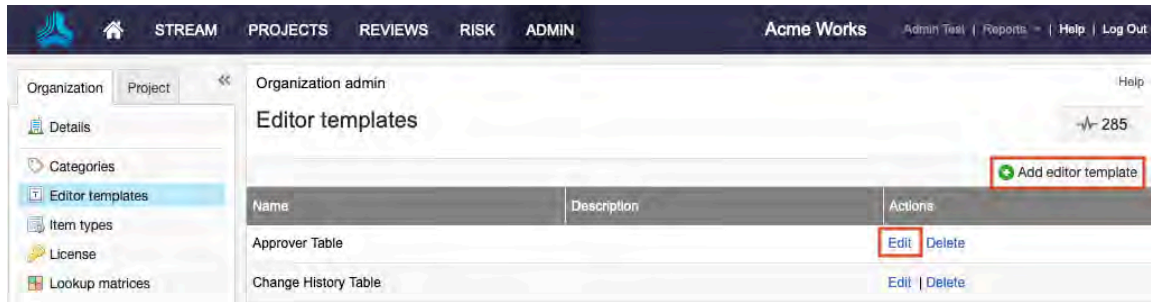 STREAM PROJECTS REVIEWS RISK ADMIN Acme Works Admin Test | Reports | Help | Log Out
Organization Project «
Organization admin Help
Details
Editor templates 285
Categories
Add editor template
Editor templates
Name Description Actions
Item types
Approver Table Edit Delete
License
Lookup matrices
Change History Table Edit | Delete